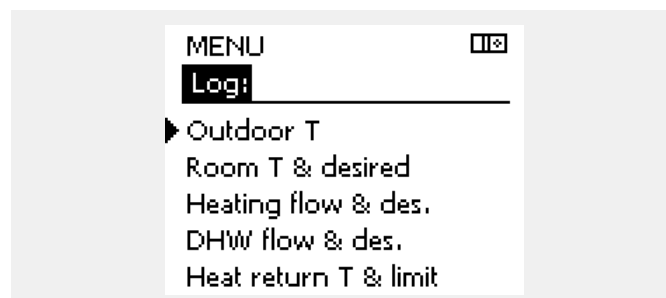 MENU
Log:
Outdoor T
Room T & desired
Heating flow & des.
DHW flow & des.
Heat return T & limit